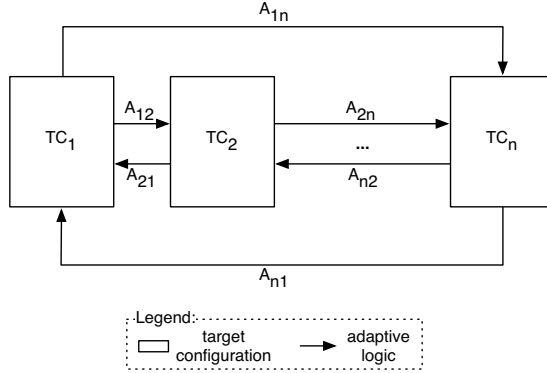 A1n
TC1
A12
TC2
A2n
TCn
...
A21
An2
An1
Legend:
target configuration
adaptive logic